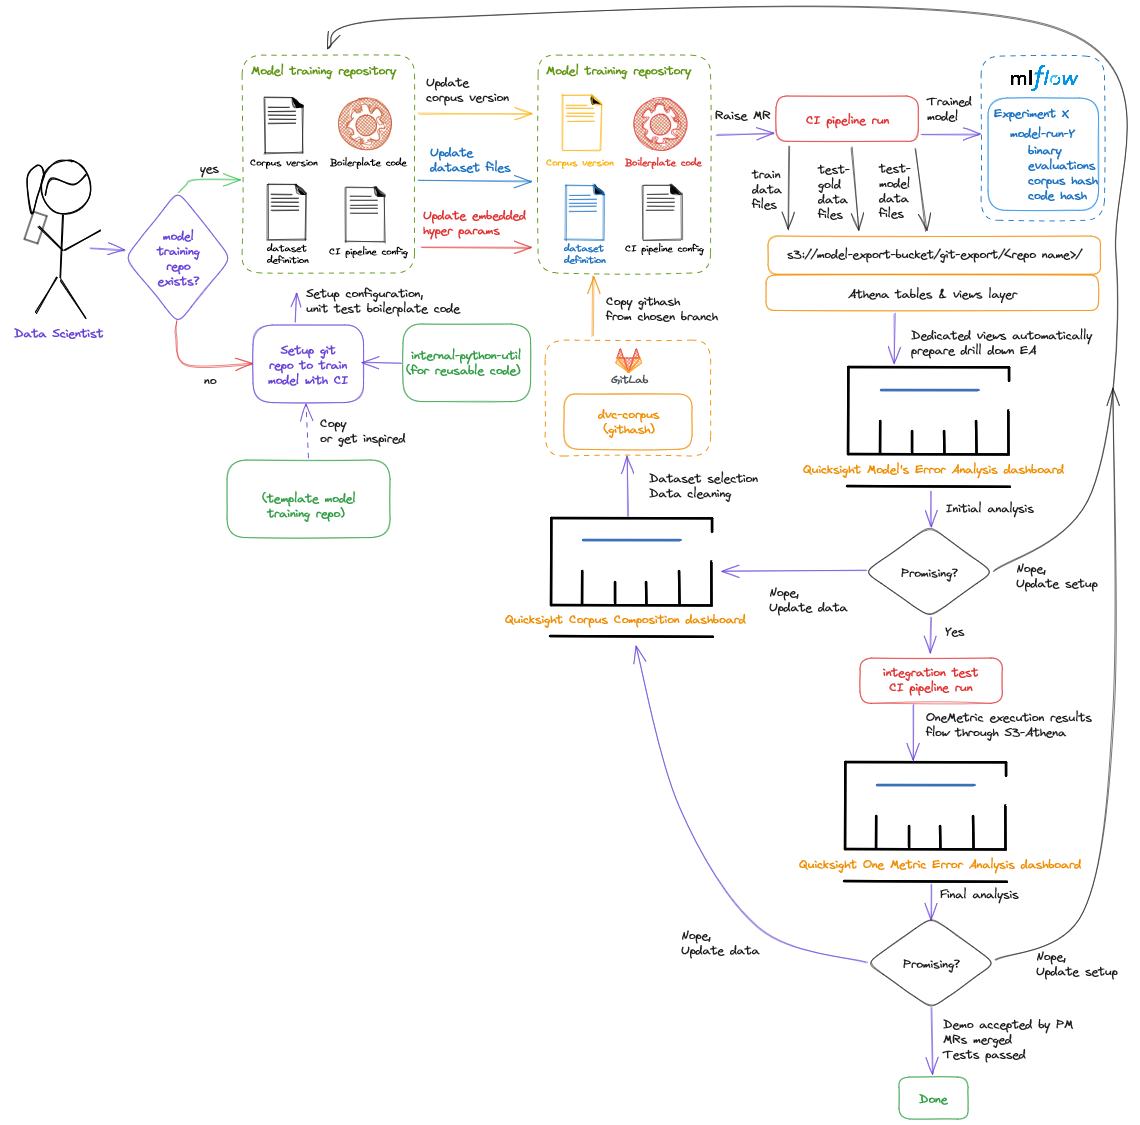 Model training repository
Corpus version
Boilerplate code
dataset
definition
CI pipeline config
Update
corpus version
Update
dataset files
Update embedded
hyper params
Model training repository
Corpus version
Boilerplate code
dataset
definition
CI pipeline config
Raise MR
CI pipeline run
Trained
model
mlflow
Experiment X
model-run-Y
binary
evaluations
corpus hash
code hash
train
data
files
test-
gold
data
files
test-
model
data
files
s3://model-export-bucket/git-export/<repo name>/
Athena tables & views layer
yes
model
training
repo
exists?
Data Scientist
no
Setup configuration,
unit test boilerplate code
Setup git
repo to train
model with CI
internal-python-util
(for reusable code)
Copy
or get inspired
(template model
training repo)
Copy githash
from chosen branch
GitLab
dvc-corpus
(githash)
Dataset selection
Data cleaning
Quicksight Corpus Composition dashboard
Dedicated views automatically
prepare drill down EA
Quicksight Model's Error Analysis dashboard
Initial analysis
Promising?
Nope,
Update setup
Nope,
Update data
Yes
integration test
CI pipeline run
OneMetric execution results
flow through S3-Athena
Quicksight One Metric Error Analysis dashboard
Final analysis
Nope,
Update data
Promising?
Nope,
Update setup
Demo accepted by PM
MRs merged
Tests passed
Done